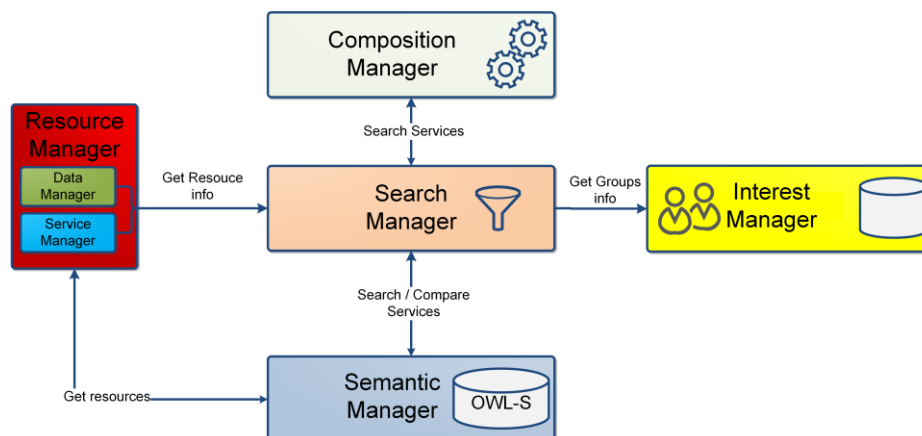 Composition
Manager
Search Services
Resource
Manager
Data
Manager
Service
Manager
Get Resouce
info
Search
Manager
Get Groups
info
Interest
Manager
Search / Compare
Services
Get resources
Semantic
Manager
OWL-S